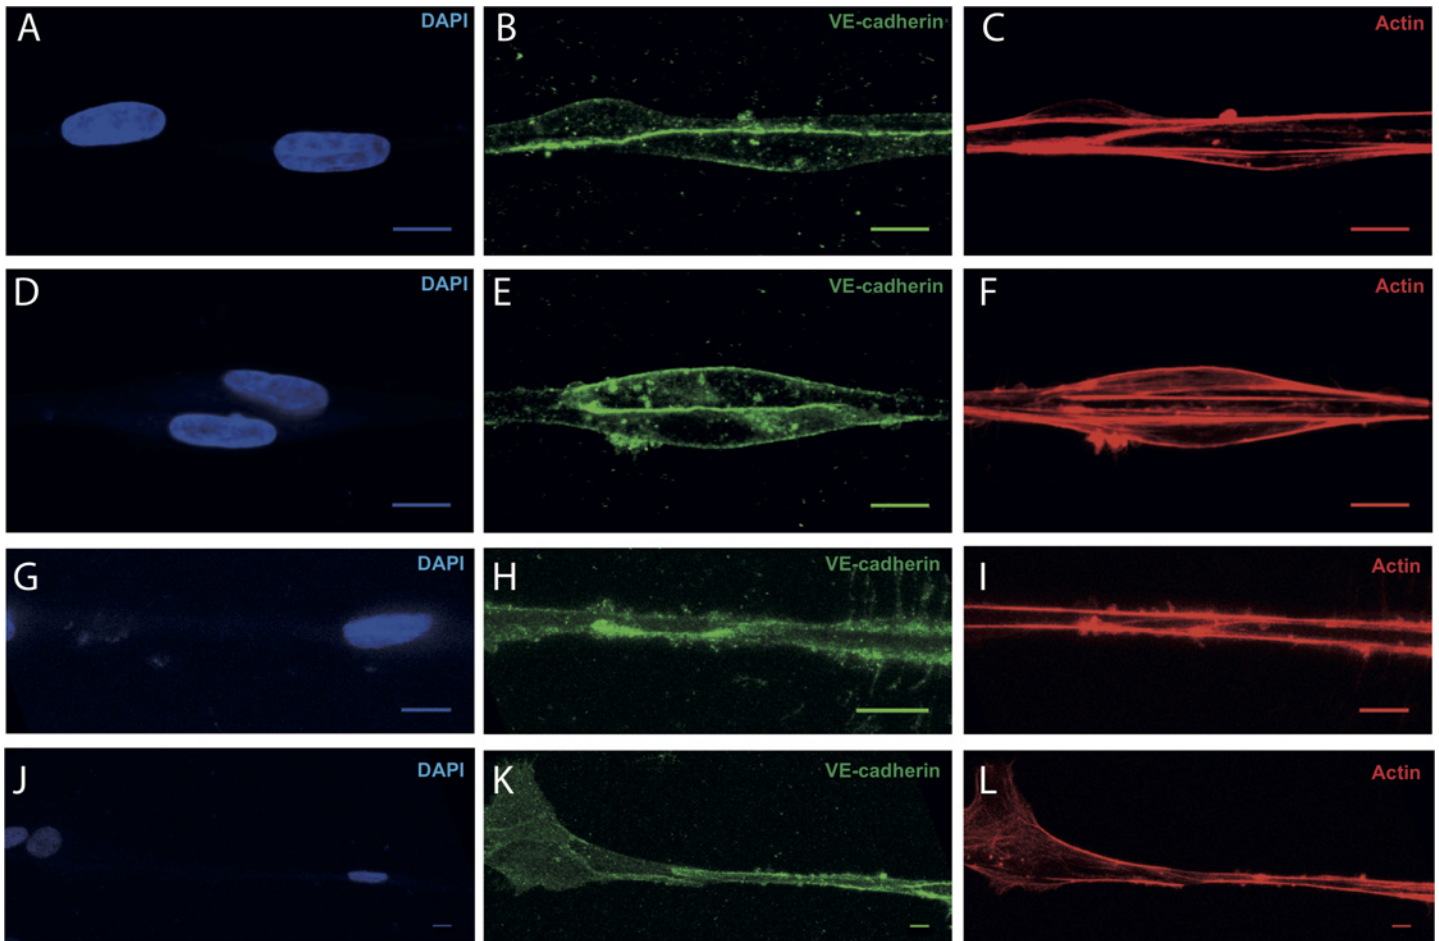 A DAPI
B VE-cadherin
C Actin
D DAPI
E VE-cadherin
F Actin
G DAPI
H VE-cadherin
I Actin
J DAPI
K VE-cadherin
L Actin